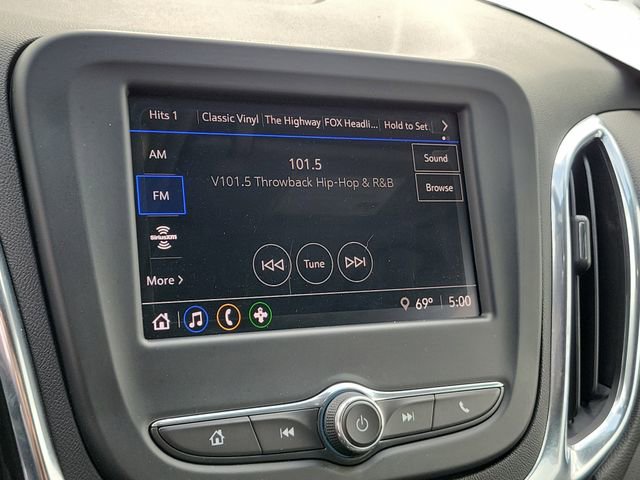 Hits 1 Classic Vinyl The Highway FOX Headli... Hold to Set
AM
101.5
Sound
V101.5 Throwback Hip-Hop & R&B
FM
Browse
SiriusXM
Tune
More
69° 5:00